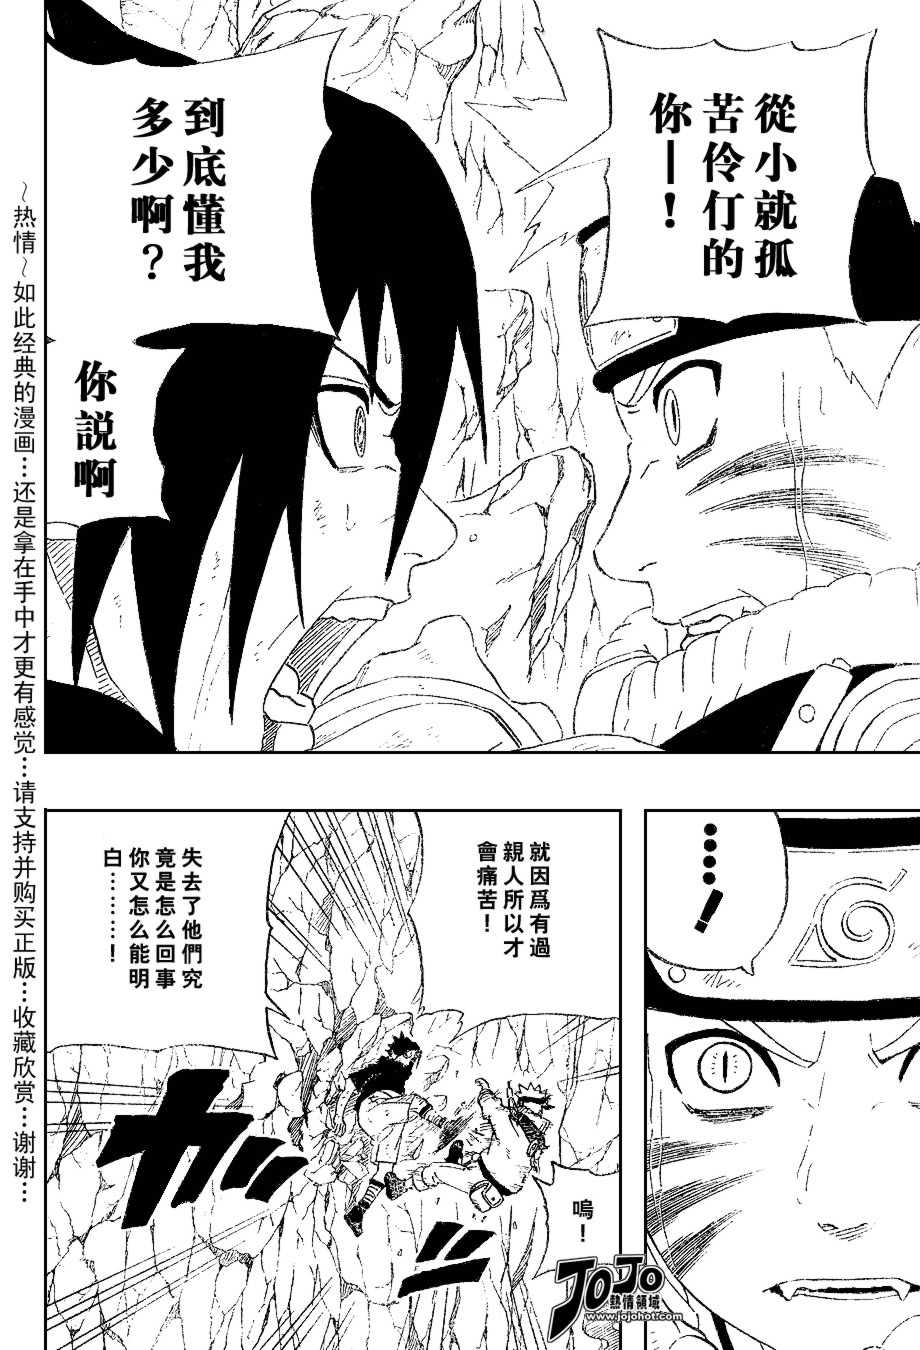 從小就孤
苦伶仃的
你—！
到底懂我
多少啊？
你說啊
……！
就因爲有過
親人所以才
會痛苦！
失去了他們究
竟是怎么回事
你又怎么能明
白………！
嗚！
ガッ
JOJO
熱情領域
www.jojohot.com
～热情～如此经典的漫画…还是拿在手中才更有感觉…请支持并购买正版…收藏欣赏…谢谢…